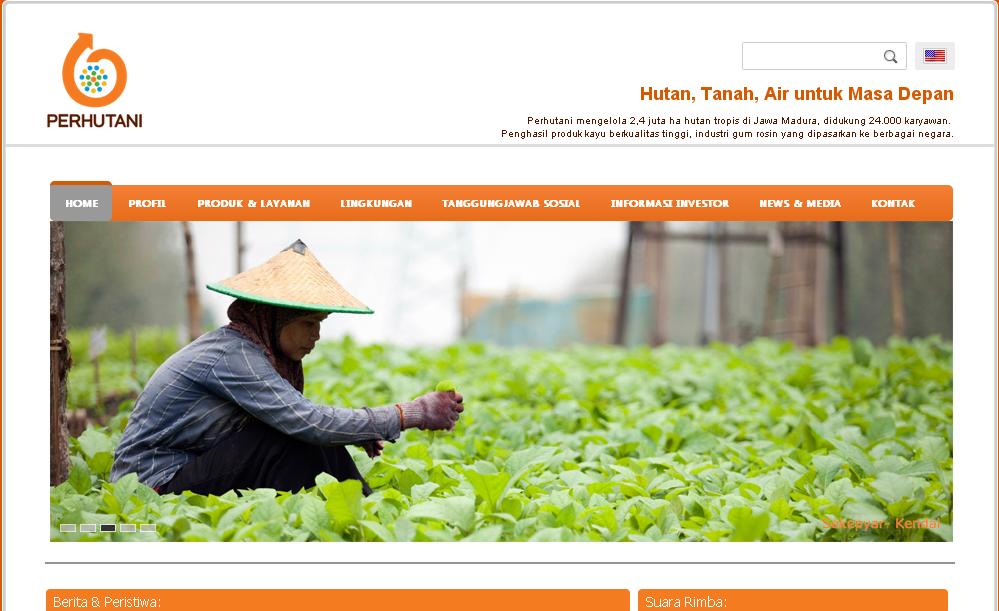 PERHUTANI
Hutan, Tanah, Air untuk Masa Depan
Perhutani mengelola 2,4 juta ha hutan tropis di Jawa Madura, didukung 24.000 karyawan.
Penghasil produk kayu berkualitas tinggi, industri gum rosin yang dipasarkan ke berbagai negara.
HOME PROFIL PRODUK & LAYANAN LINGKUNGAN TANGGUNGJAWAB SOSIAL INFORMASI INVESTOR NEWS & MEDIA KONTAK
- Kendal
Berita & Peristiwa: Suara Rimba: